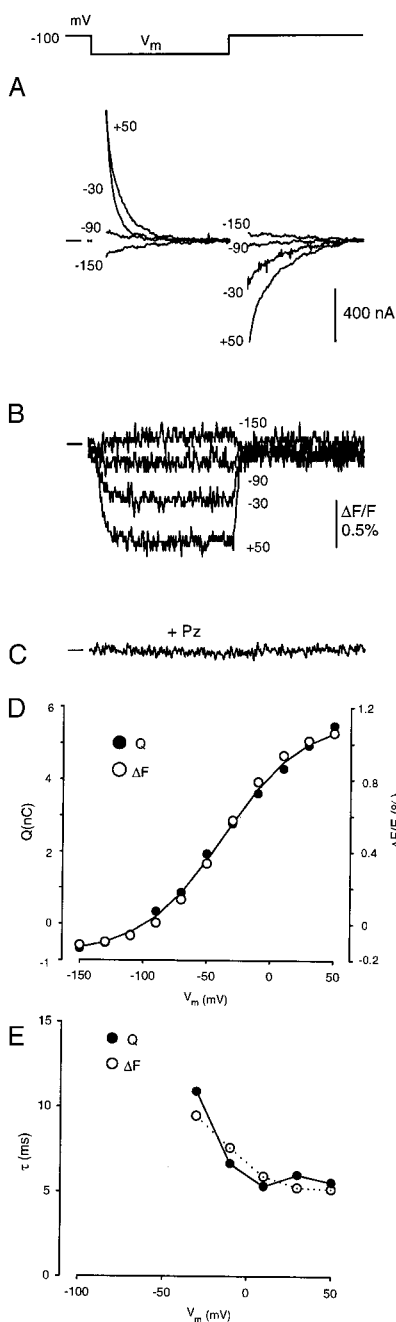 mV
-100
Vm
A
+50
-30
-90
-150
-150
-90
-30
+50
400 nA
B
-150
-90
-30
+50
ΔF/F
0.5%
C
+ Pz
D
6
4
2
0
-1
Q(nC)
Q
ΔF
1.2
0.8
0.4
0
-0.2
ΔF/F (%)
-150
-100
-50
0
50
Vm (mV)
E
15
10
5
0
τ (ms)
Q
ΔF
-100
-50
0
50
Vm (mV)